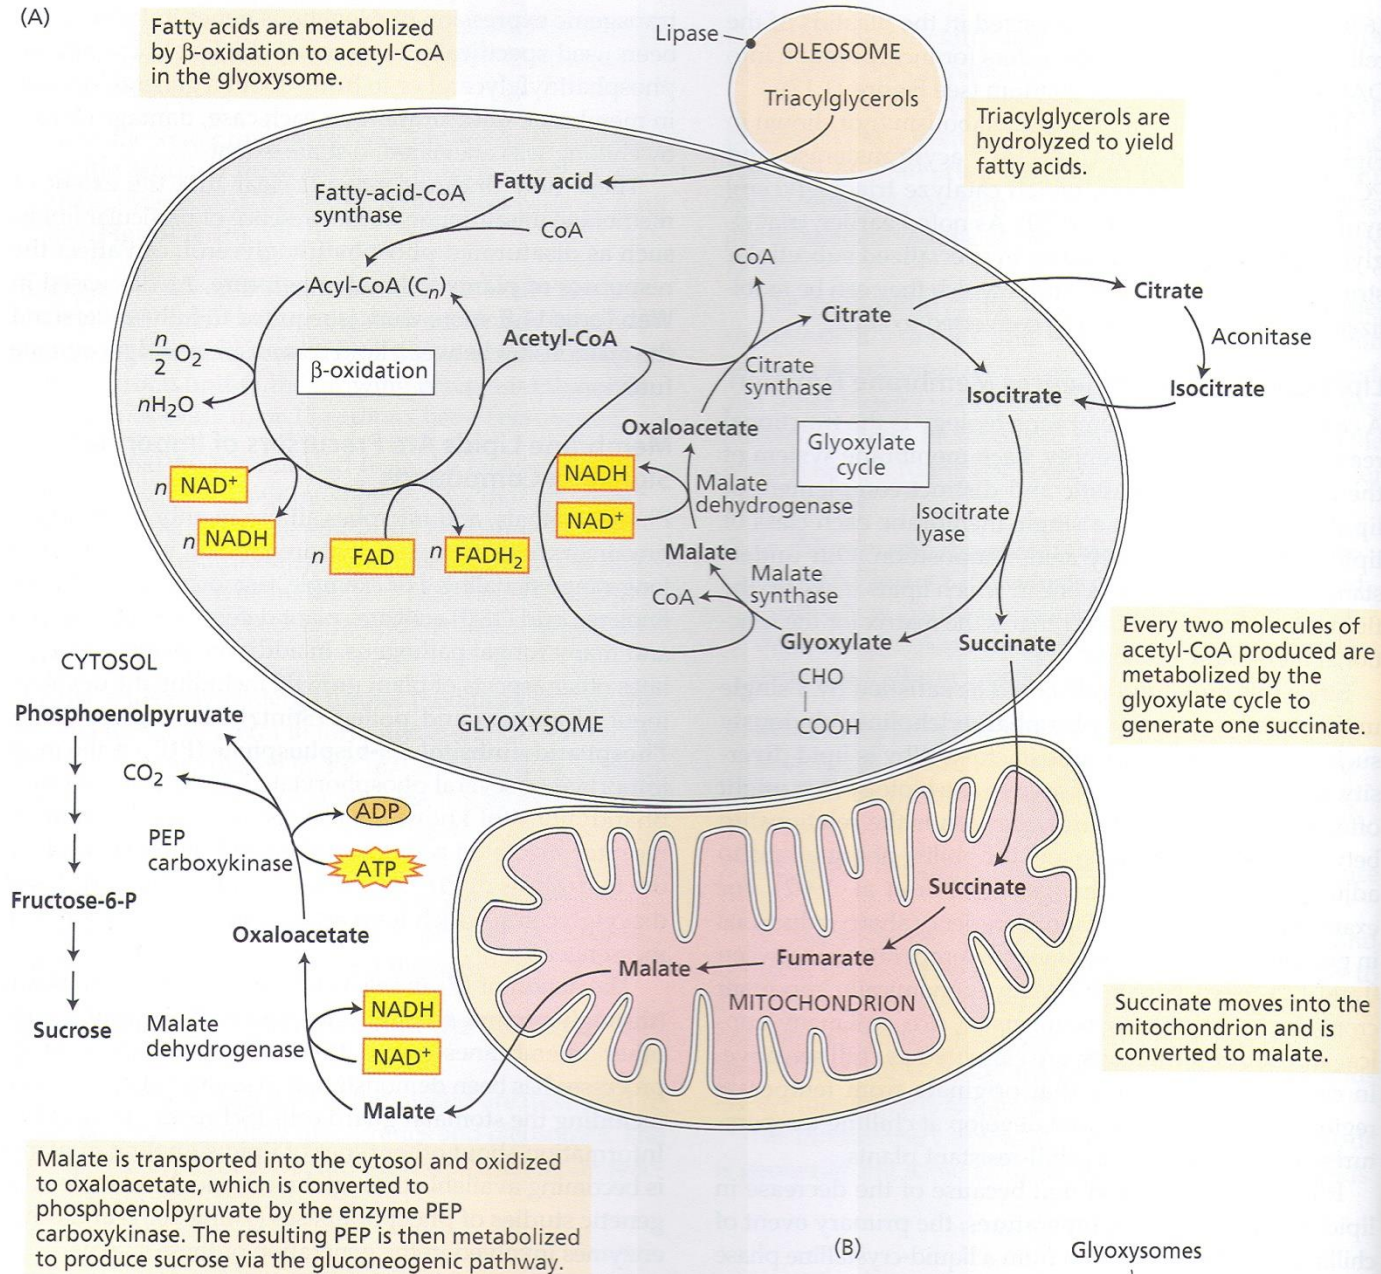 (A)
Fatty acids are metabolized
by β-oxidation to acetyl-CoA
in the glyoxysome.
Lipase
OLEOSOME
Triacylglycerols
Triacylglycerols are
hydrolyzed to yield
fatty acids.
Fatty acid
Fatty-acid-CoA
synthase
CoA
Acyl-CoA (Cn)
n/2 O2
nH2O
β-oxidation
n NAD+
n NADH
n FAD
n FADH2
Acetyl-CoA
CoA
Citrate
Citrate
synthase
Citrate
Aconitase
Isocitrate
Isocitrate
Oxaloacetate
Glyoxylate
cycle
NADH
NAD+
Malate
dehydrogenase
Isocitrate
lyase
Malate
Malate
synthase
CoA
Glyoxylate
CHO
|
COOH
Succinate
GLYOXYSOME
Every two molecules of
acetyl-CoA produced are
metabolized by the
glyoxylate cycle to
generate one succinate.
CYTOSOL
Phosphoenolpyruvate
CO2
ADP
PEP
carboxykinase
ATP
Fructose-6-P
Oxaloacetate
Sucrose
Malate
dehydrogenase
NADH
NAD+
Malate
Succinate
Fumarate
Malate
MITOCHONDRION
Succinate moves into the
mitochondrion and is
converted to malate.
Malate is transported into the cytosol and oxidized
to oxaloacetate, which is converted to
phosphoenolpyruvate by the enzyme PEP
carboxykinase. The resulting PEP is then metabolized
to produce sucrose via the gluconeogenic pathway.
(B)
Glyoxysomes